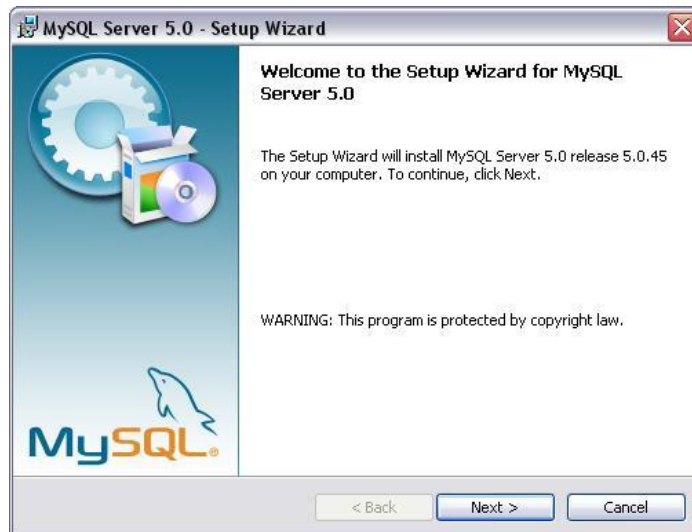 MySQL Server 5.0 - Setup Wizard
Welcome to the Setup Wizard for MySQL
Server 5.0
The Setup Wizard will install MySQL Server 5.0 release 5.0.45
on your computer. To continue, click Next.
WARNING: This program is protected by copyright law.
MySQL®
< Back
Next >
Cancel